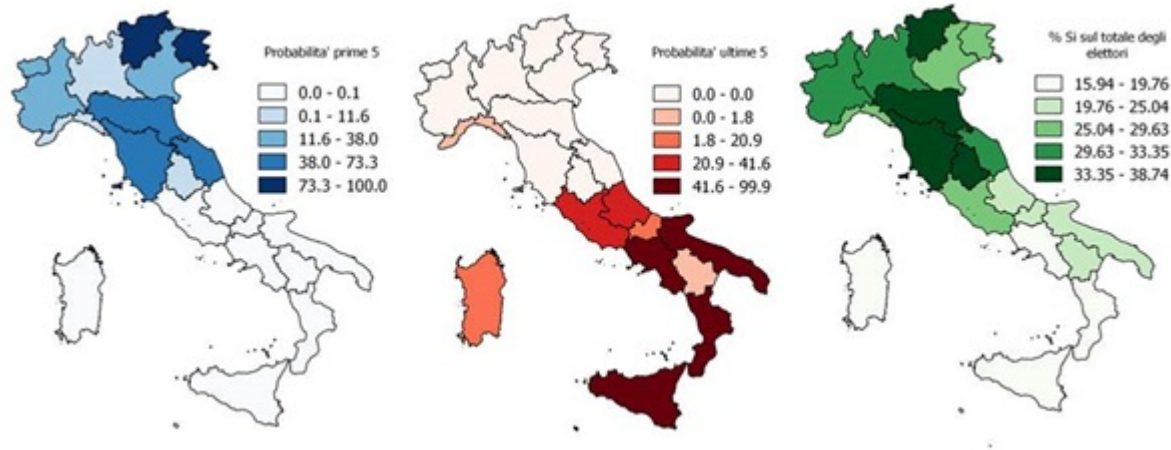 Probabilita' prime 5
0.0 - 0.1
0.1 - 11.6
11.6 - 38.0
38.0 - 73.3
73.3 - 100.0
Probabilita' ultime 5
0.0 - 0.0
0.0 - 1.8
1.8 - 20.9
20.9 - 41.6
41.6 - 99.9
% Si sul totale degli
elettori
15.94 - 19.76
19.76 - 25.04
25.04 - 29.63
29.63 - 33.35
33.35 - 38.74